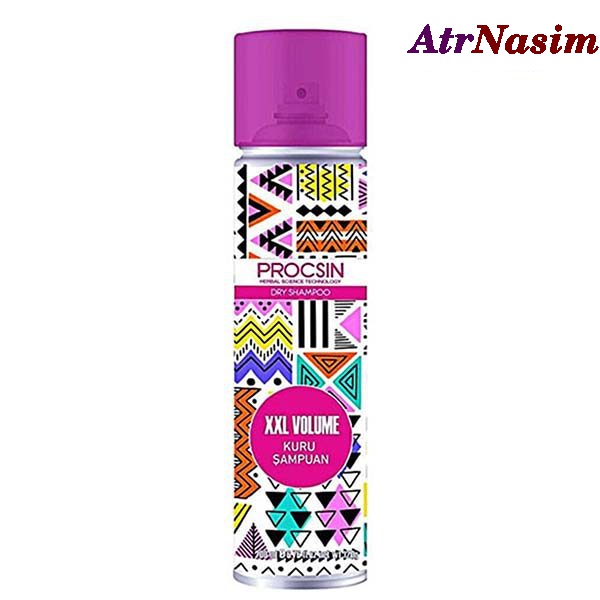 AtrNasim
PROCSIN
HERBAL SCIENCE TECHNOLOGY
DRY SHAMPOO
XXL VOLUME
KURU
ŞAMPUAN